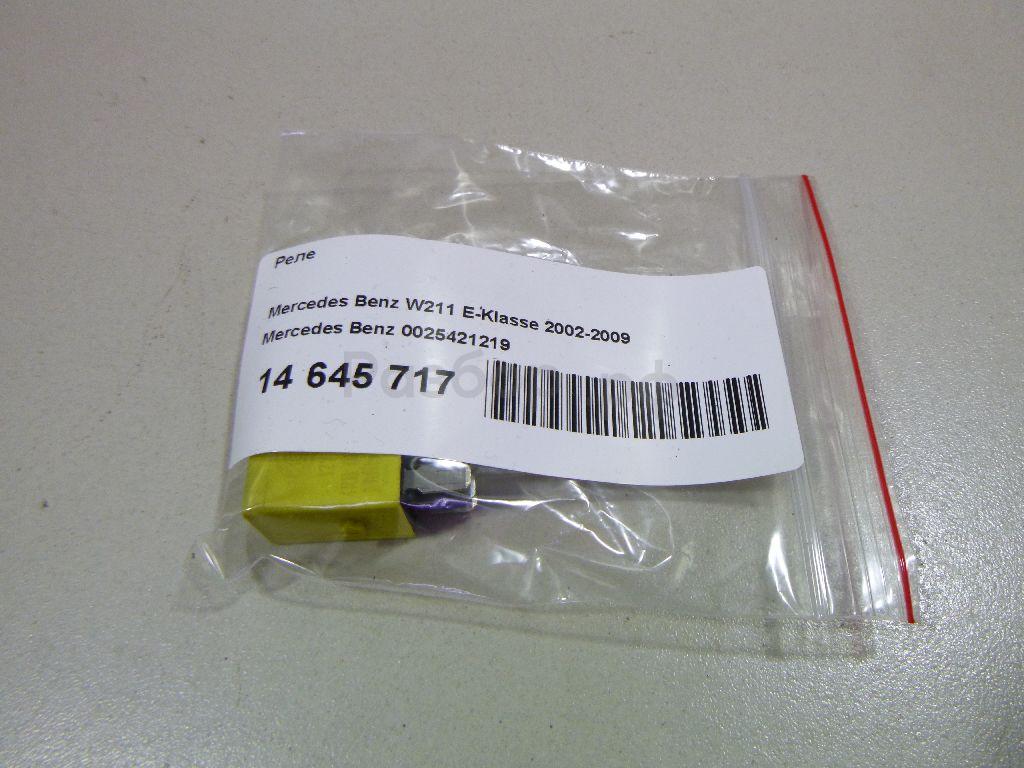 Реле
Mercedes Benz W211 E-Klasse 2002-2009
Mercedes Benz 0025421219
14 645 717